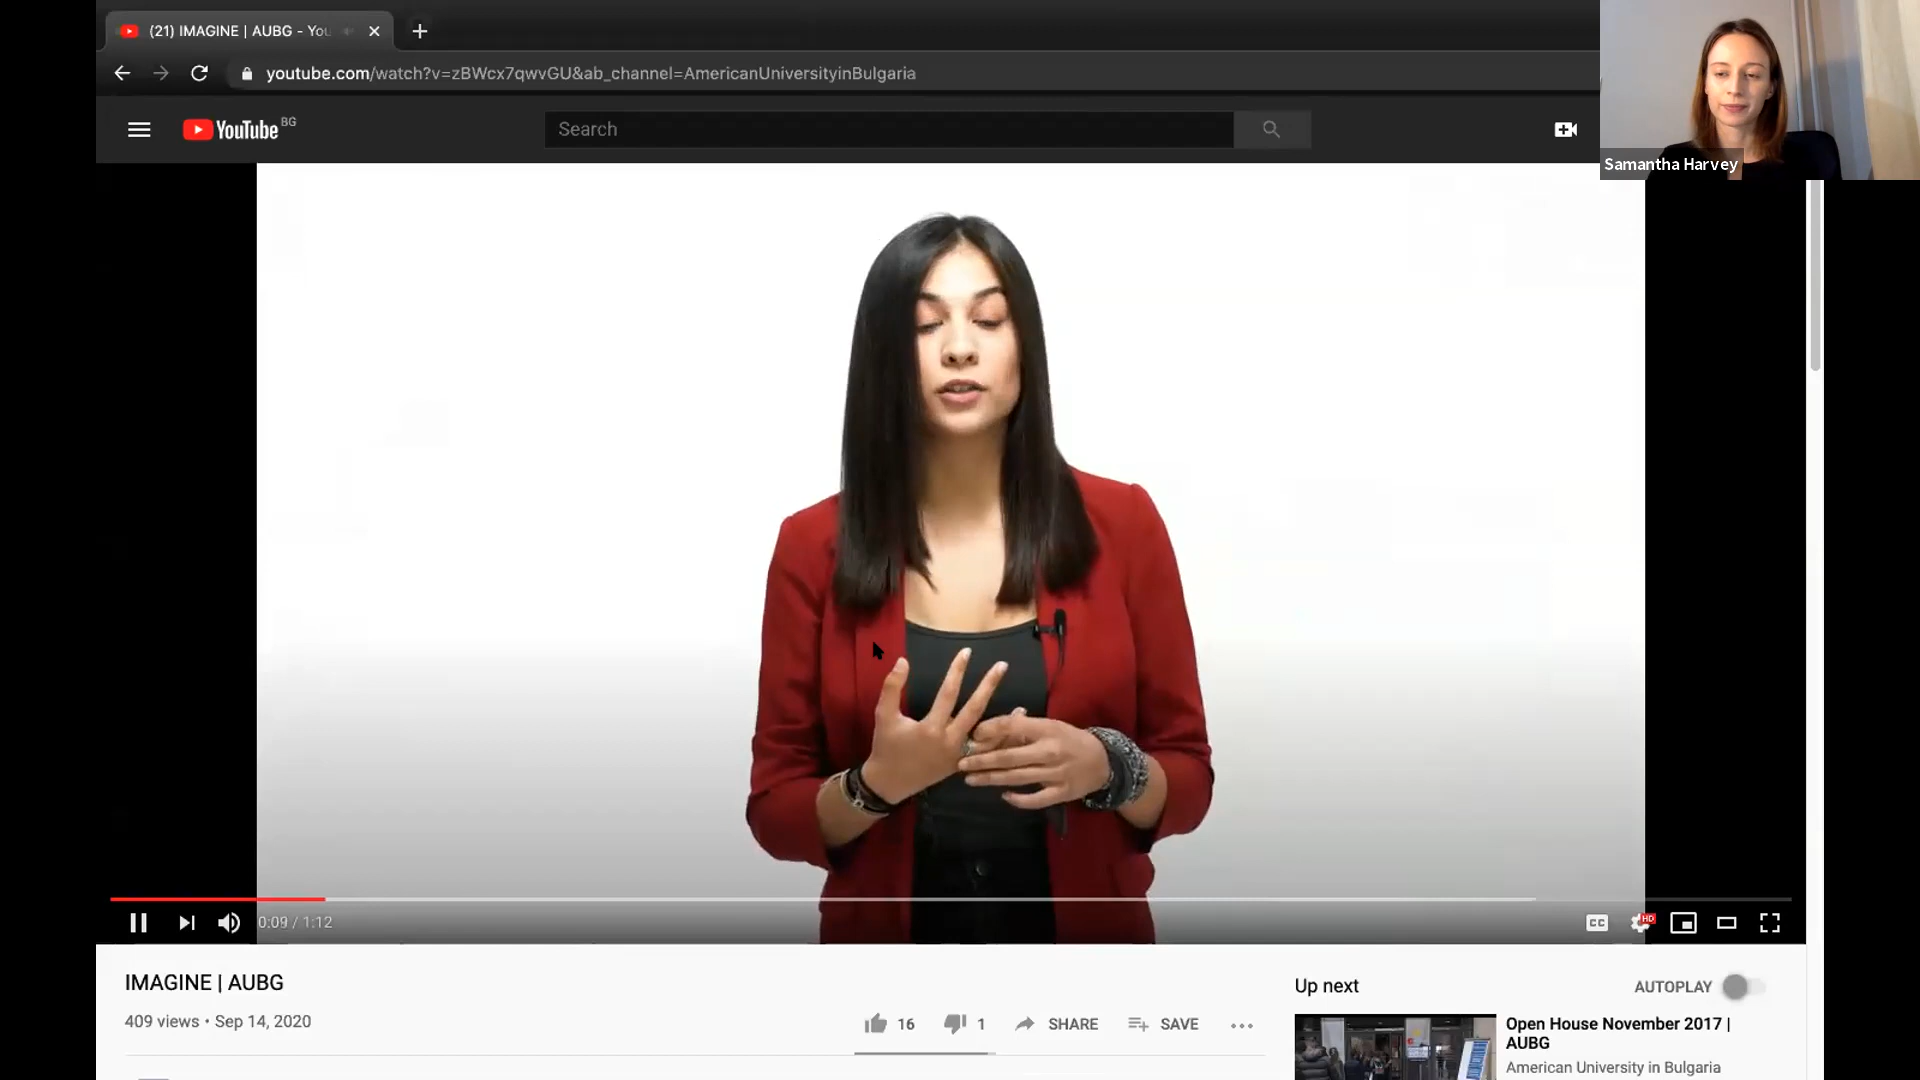 (21) IMAGINE | AUBG - You
youtube.com/watch?v=zBWcx7qwvGU&ab_channel=AmericanUniversityinBulgaria
YouTube BG
Search
Samantha Harvey
0:09 / 1:12
CC
HD
IMAGINE | AUBG
409 views • Sep 14, 2020
16
1
SHARE
SAVE
Up next
AUTOPLAY
Open House November 2017 |
AUBG
American University in Bulgaria